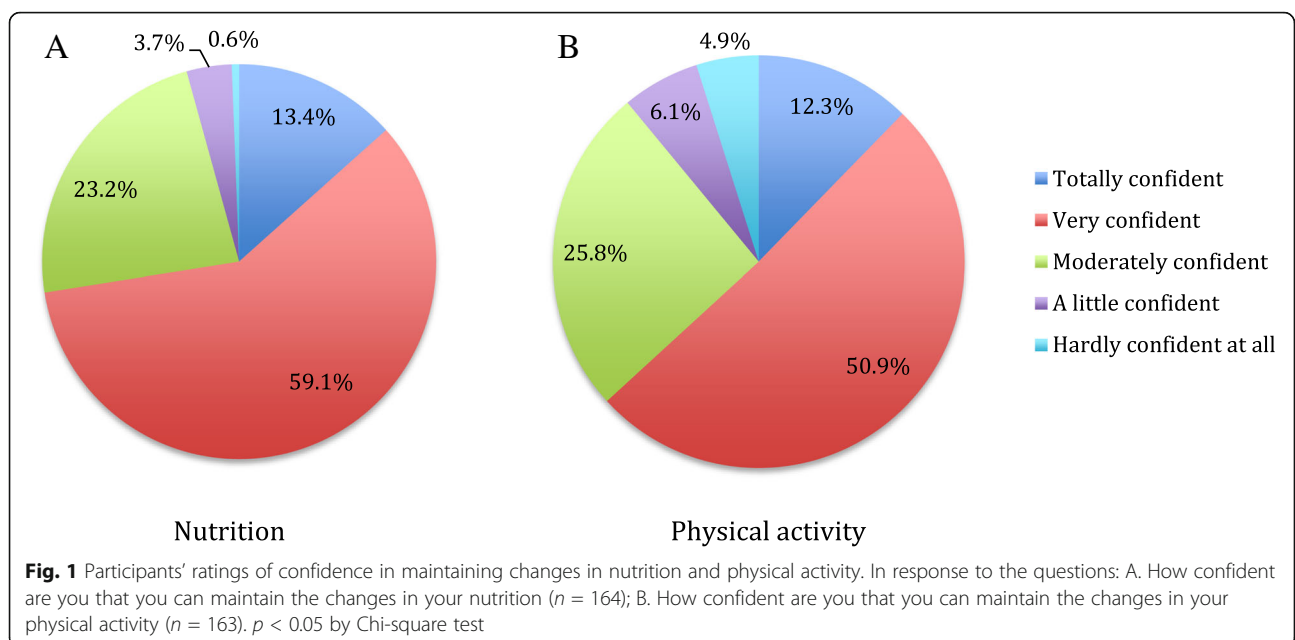 A
3.7% 0.6%
13.4%
23.2%
59.1%
Nutrition
B
4.9%
6.1%
12.3%
25.8%
50.9%
Physical activity
Totally confident
Very confident
Moderately confident
A little confident
Hardly confident at all
Fig. 1 Participants' ratings of confidence in maintaining changes in nutrition and physical activity. In response to the questions: A. How confident
are you that you can maintain the changes in your nutrition (n = 164); B. How confident are you that you can maintain the changes in your
physical activity (n = 163). p < 0.05 by Chi-square test